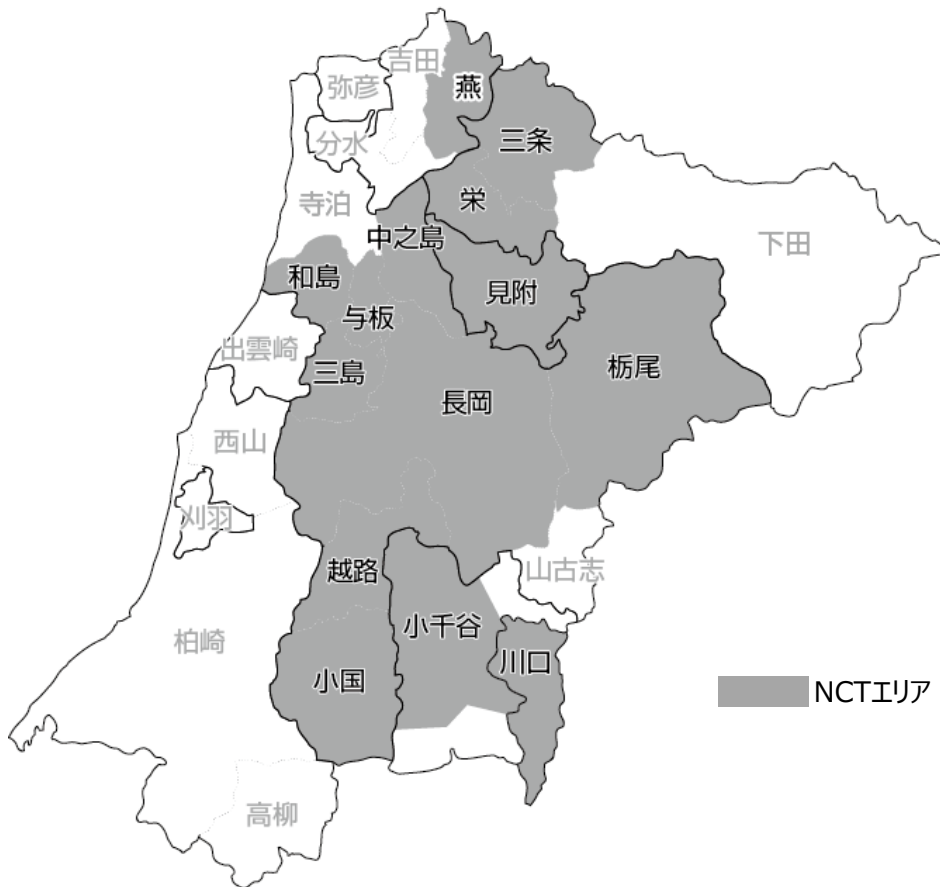 吉田
燕
弥彦
三条
分水
栄
寺泊
中之島
下田
和島
見附
与板
出雲崎
栃尾
三島
長岡
西山
刈羽
越路
山古志
小千谷
柏崎
川口
小国
NCTエリア
高柳